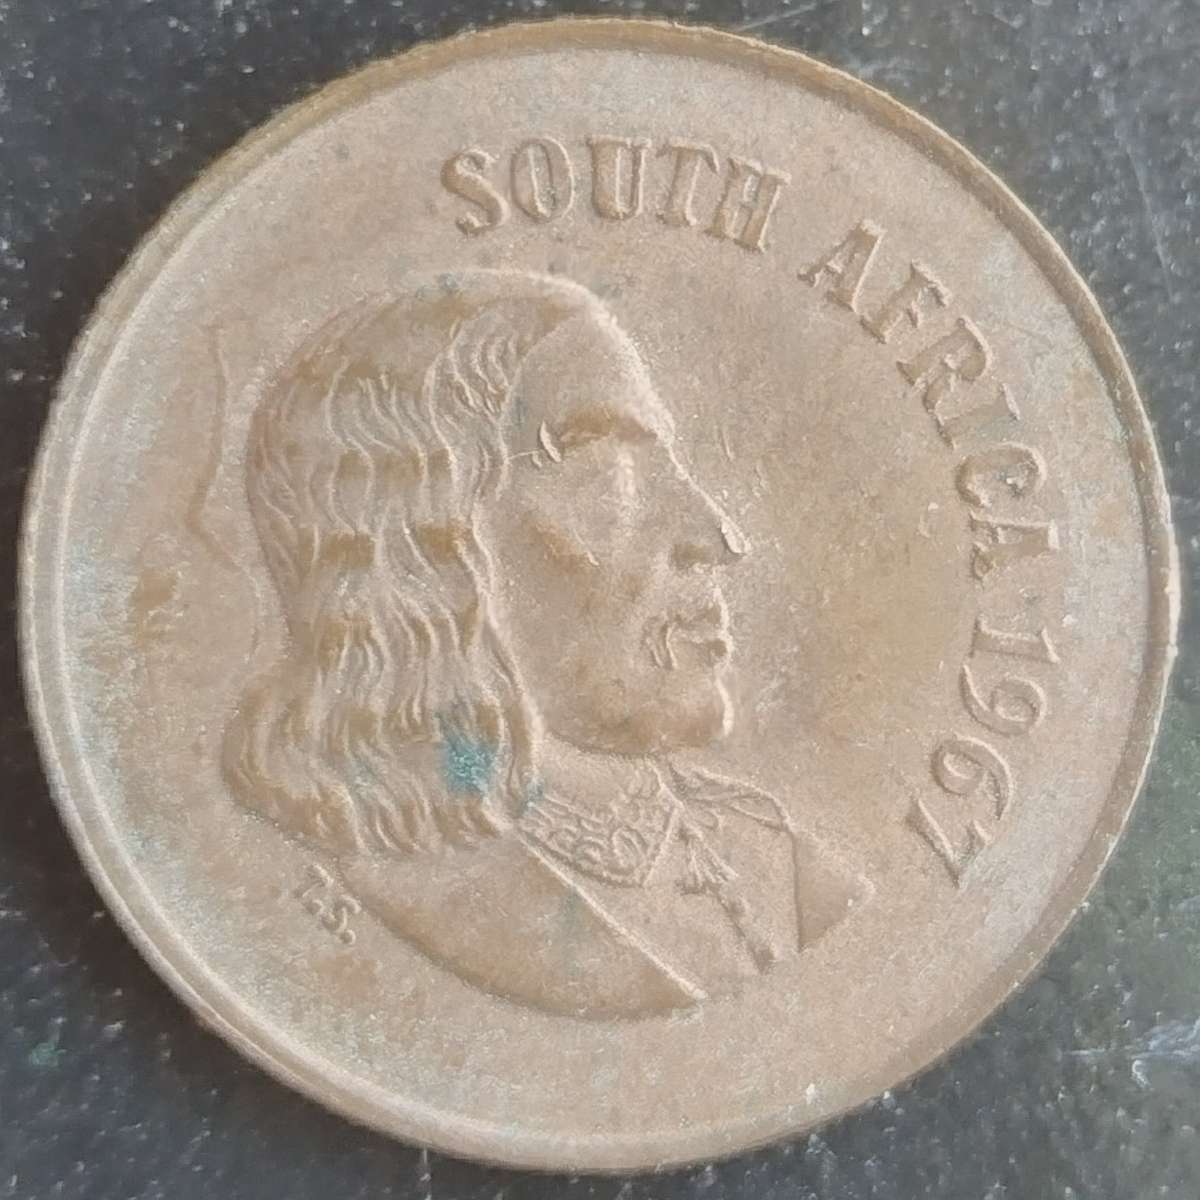 SOUTH AFRICA · 1967
T.S.